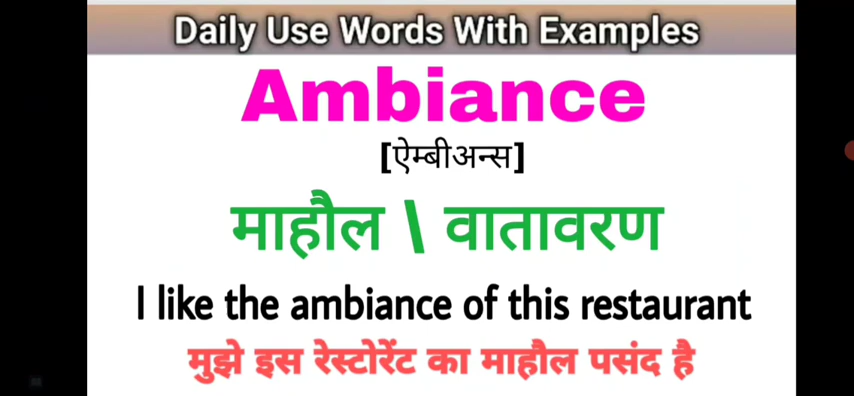 Daily Use Words With Examples
Ambiance
[ऐम्बीअन्स]
माहौल \ वातावरण
I like the ambiance of this restaurant
मुझे इस रेस्टोरेंट का माहौल पसंद है